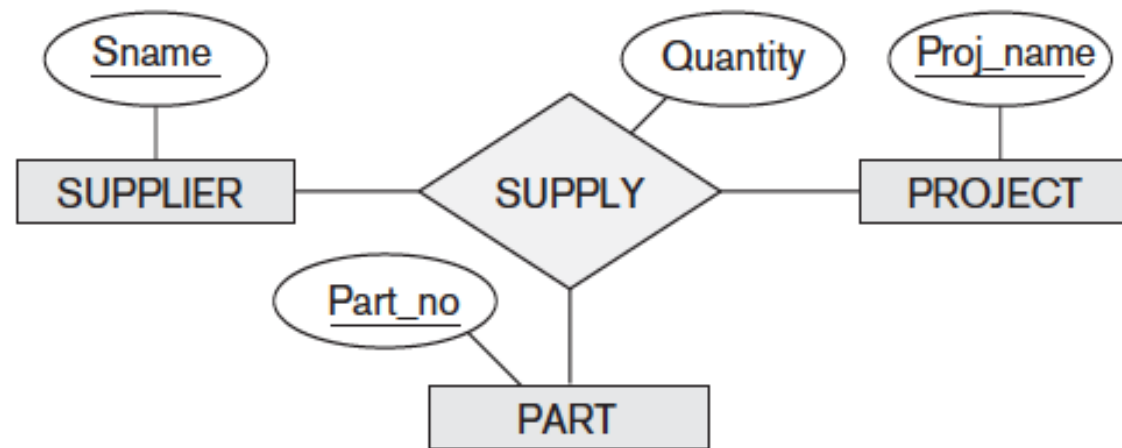 Sname
Quantity
Proj_name
SUPPLIER
SUPPLY
PROJECT
Part_no
PART